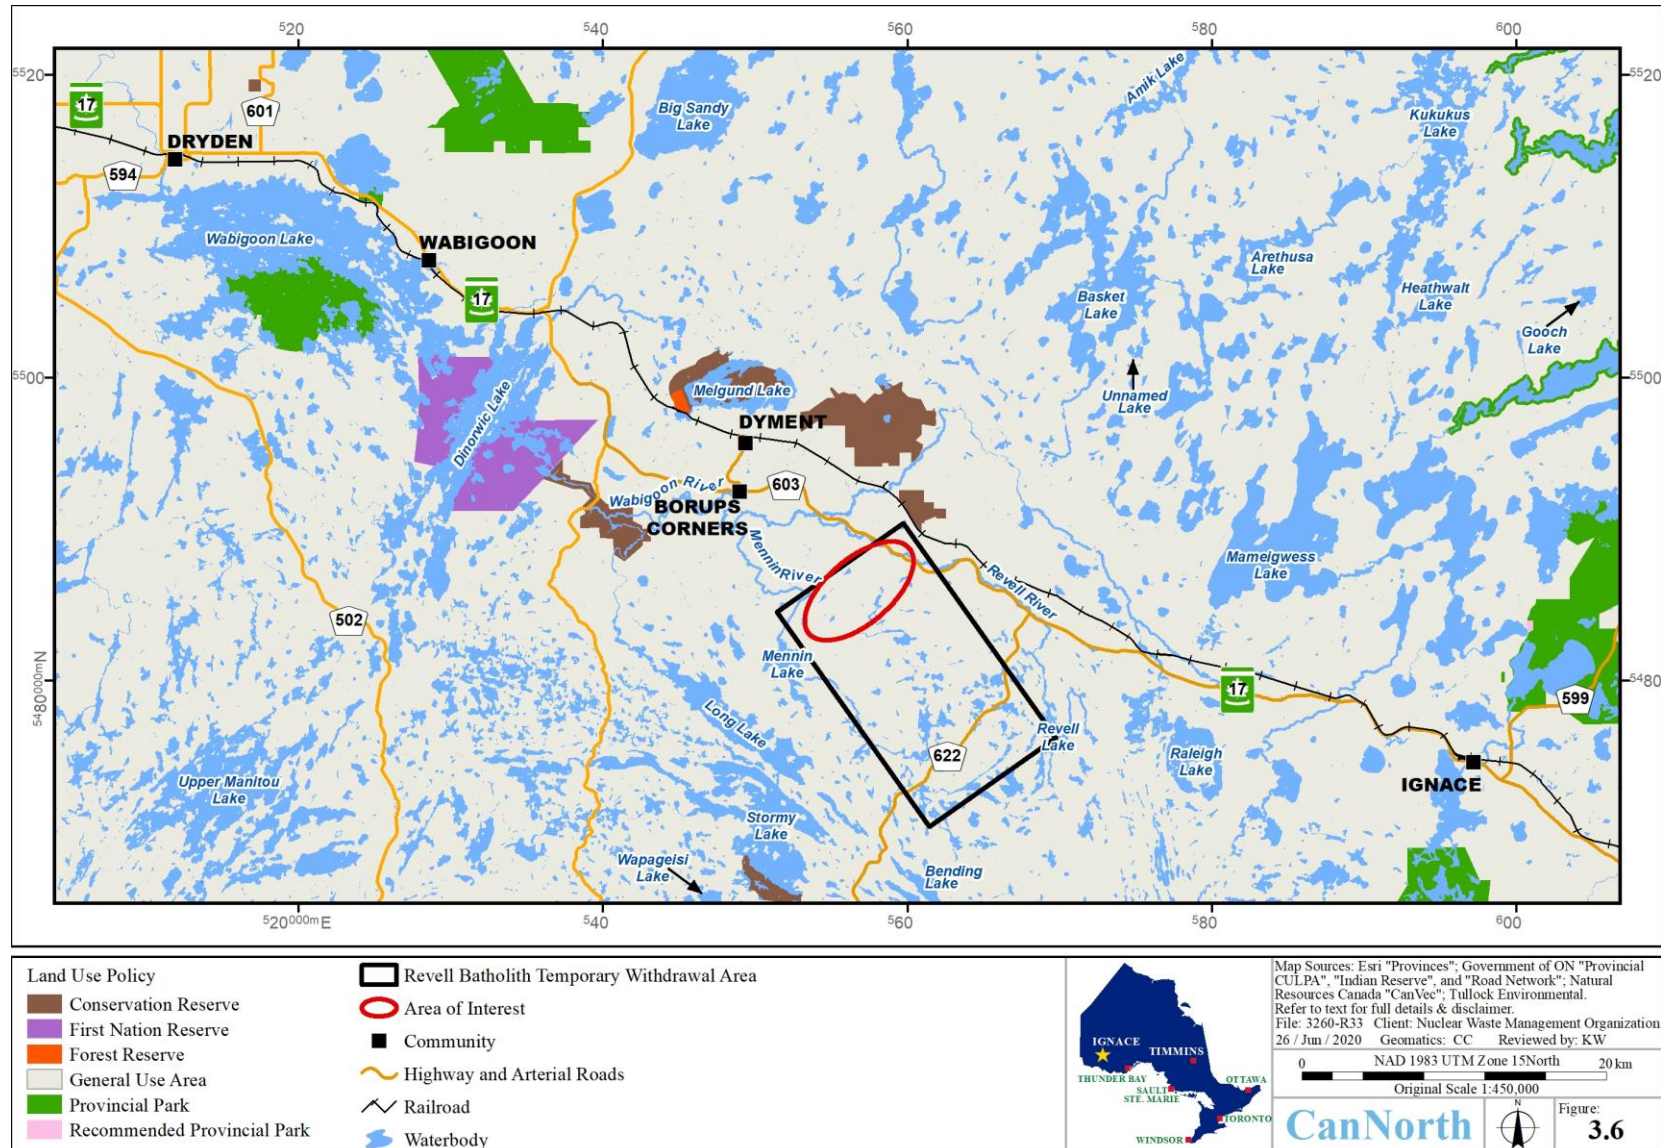 520
540
560
580
600
5520
5520
17
601
DRYDEN
594
Big Sandy
Lake
Amik Lake
Kukukus
Lake
Wabigoon Lake
WABIGOON
17
Arethusa
Lake
Basket
Lake
Heathwalt
Lake
Gooch
Lake
5500
5500
Dinorwic Lake
Melgund Lake
Unnamed
Lake
DYMENT
603
Wabigoon River
BORUPS
CORNERS
Mennin River
Mameigwess
Lake
Revell River
502
Mennin
Lake
5480000mN
5480
17
599
Long Lake
Revell
Lake
622
Raleigh
Lake
Upper Manitou
Lake
IGNACE
Stormy
Lake
Wapageisi
Lake
Bending
Lake
520000mE
540
560
580
600
Land Use Policy
Conservation Reserve
First Nation Reserve
Forest Reserve
General Use Area
Provincial Park
Recommended Provincial Park
Revell Batholith Temporary Withdrawal Area
Area of Interest
Community
Highway and Arterial Roads
Railroad
Waterbody
IGNACE
TIMMINS
THUNDER BAY
SAULT
STE. MARIE
OTTAWA
TORONTO
WINDSOR
Map Sources: Esri "Provinces"; Government of ON "Provincial
CULPA", "Indian Reserve", and "Road Network"; Natural
Resources Canada "CanVec"; Tullock Environmental.
Refer to text for full details & disclaimer.
File: 3260-R33 Client: Nuclear Waste Management Organization
26 / Jun / 2020 Geomatics: CC Reviewed by: KW
0 NAD 1983 UTM Zone 15North 20 km
Original Scale 1:450,000
CanNorth
N
Figure:
3.6